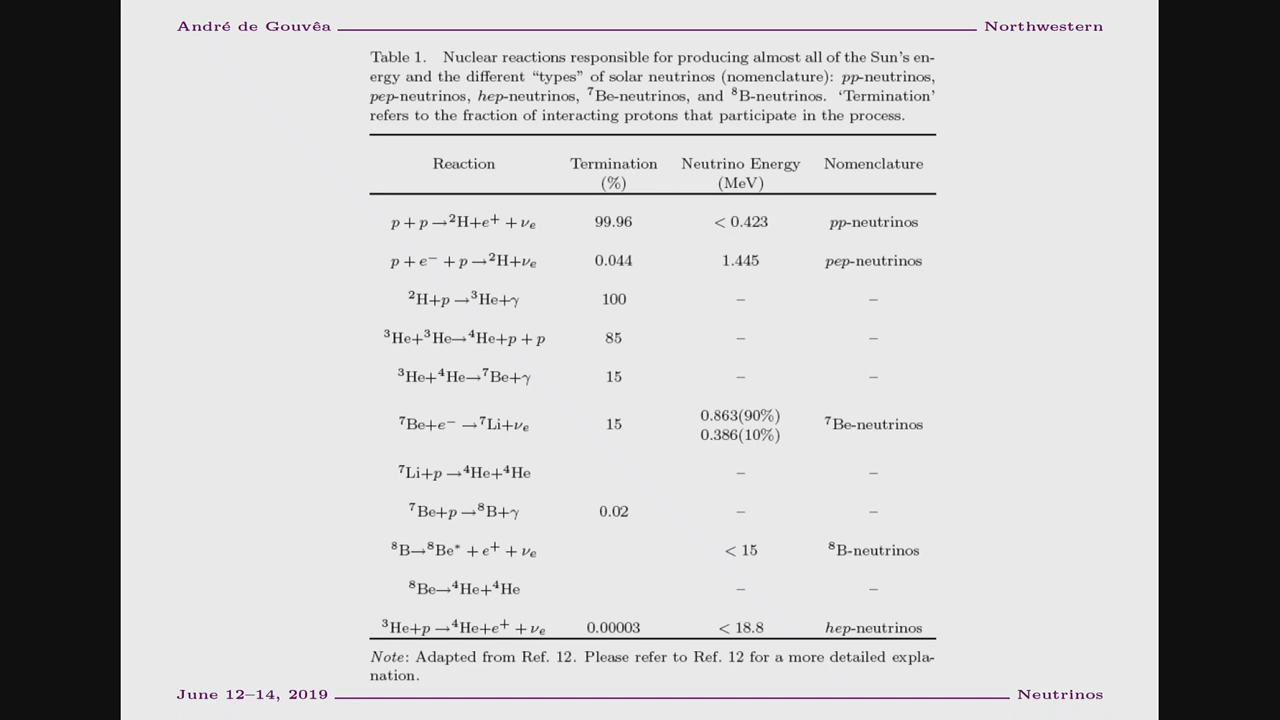 André de Gouvêa Northwestern
Table 1. Nuclear reactions responsible for producing almost all of the Sun's en-
ergy and the different “types” of solar neutrinos (nomenclature): pp-neutrinos,
pep-neutrinos, hep-neutrinos, ⁷Be-neutrinos, and ⁸B-neutrinos. ‘Termination’
refers to the fraction of interacting protons that participate in the process.
Reaction Termination Neutrino Energy Nomenclature
(%) (MeV)
p + p →²H+e⁺ + νₑ 99.96 < 0.423 pp-neutrinos
p + e⁻ + p →²H+νₑ 0.044 1.445 pep-neutrinos
²H+p →³He+γ 100 – –
³He+³He→⁴He+p + p 85 – –
³He+⁴He→⁷Be+γ 15 – –
⁷Be+e⁻ →⁷Li+νₑ 15 0.863(90%) ⁷Be-neutrinos
0.386(10%)
⁷Li+p →⁴He+⁴He – –
⁷Be+p →⁸B+γ 0.02 – –
⁸B→⁸Be* + e⁺ + νₑ < 15 ⁸B-neutrinos
⁸Be→⁴He+⁴He – –
³He+p →⁴He+e⁺ + νₑ 0.00003 < 18.8 hep-neutrinos
Note: Adapted from Ref. 12. Please refer to Ref. 12 for a more detailed expla-
nation.
June 12–14, 2019 Neutrinos